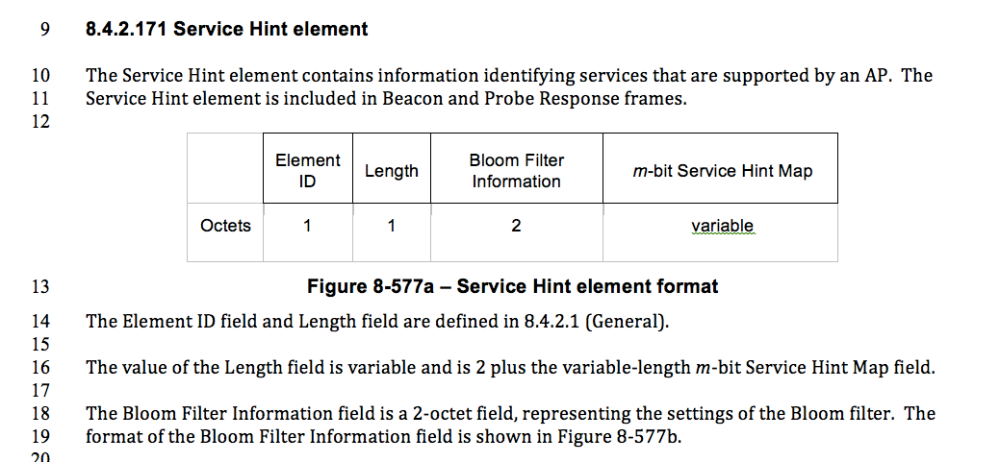 9 8.4.2.171 Service Hint element
10 The Service Hint element contains information identifying services that are supported by an AP. The
11 Service Hint element is included in Beacon and Probe Response frames.
12
Element ID Length Bloom Filter Information m-bit Service Hint Map
Octets 1 1 2 variable
13 Figure 8-577a – Service Hint element format
14 The Element ID field and Length field are defined in 8.4.2.1 (General).
15
16 The value of the Length field is variable and is 2 plus the variable-length m-bit Service Hint Map field.
17
18 The Bloom Filter Information field is a 2-octet field, representing the settings of the Bloom filter. The
19 format of the Bloom Filter Information field is shown in Figure 8-577b.
20